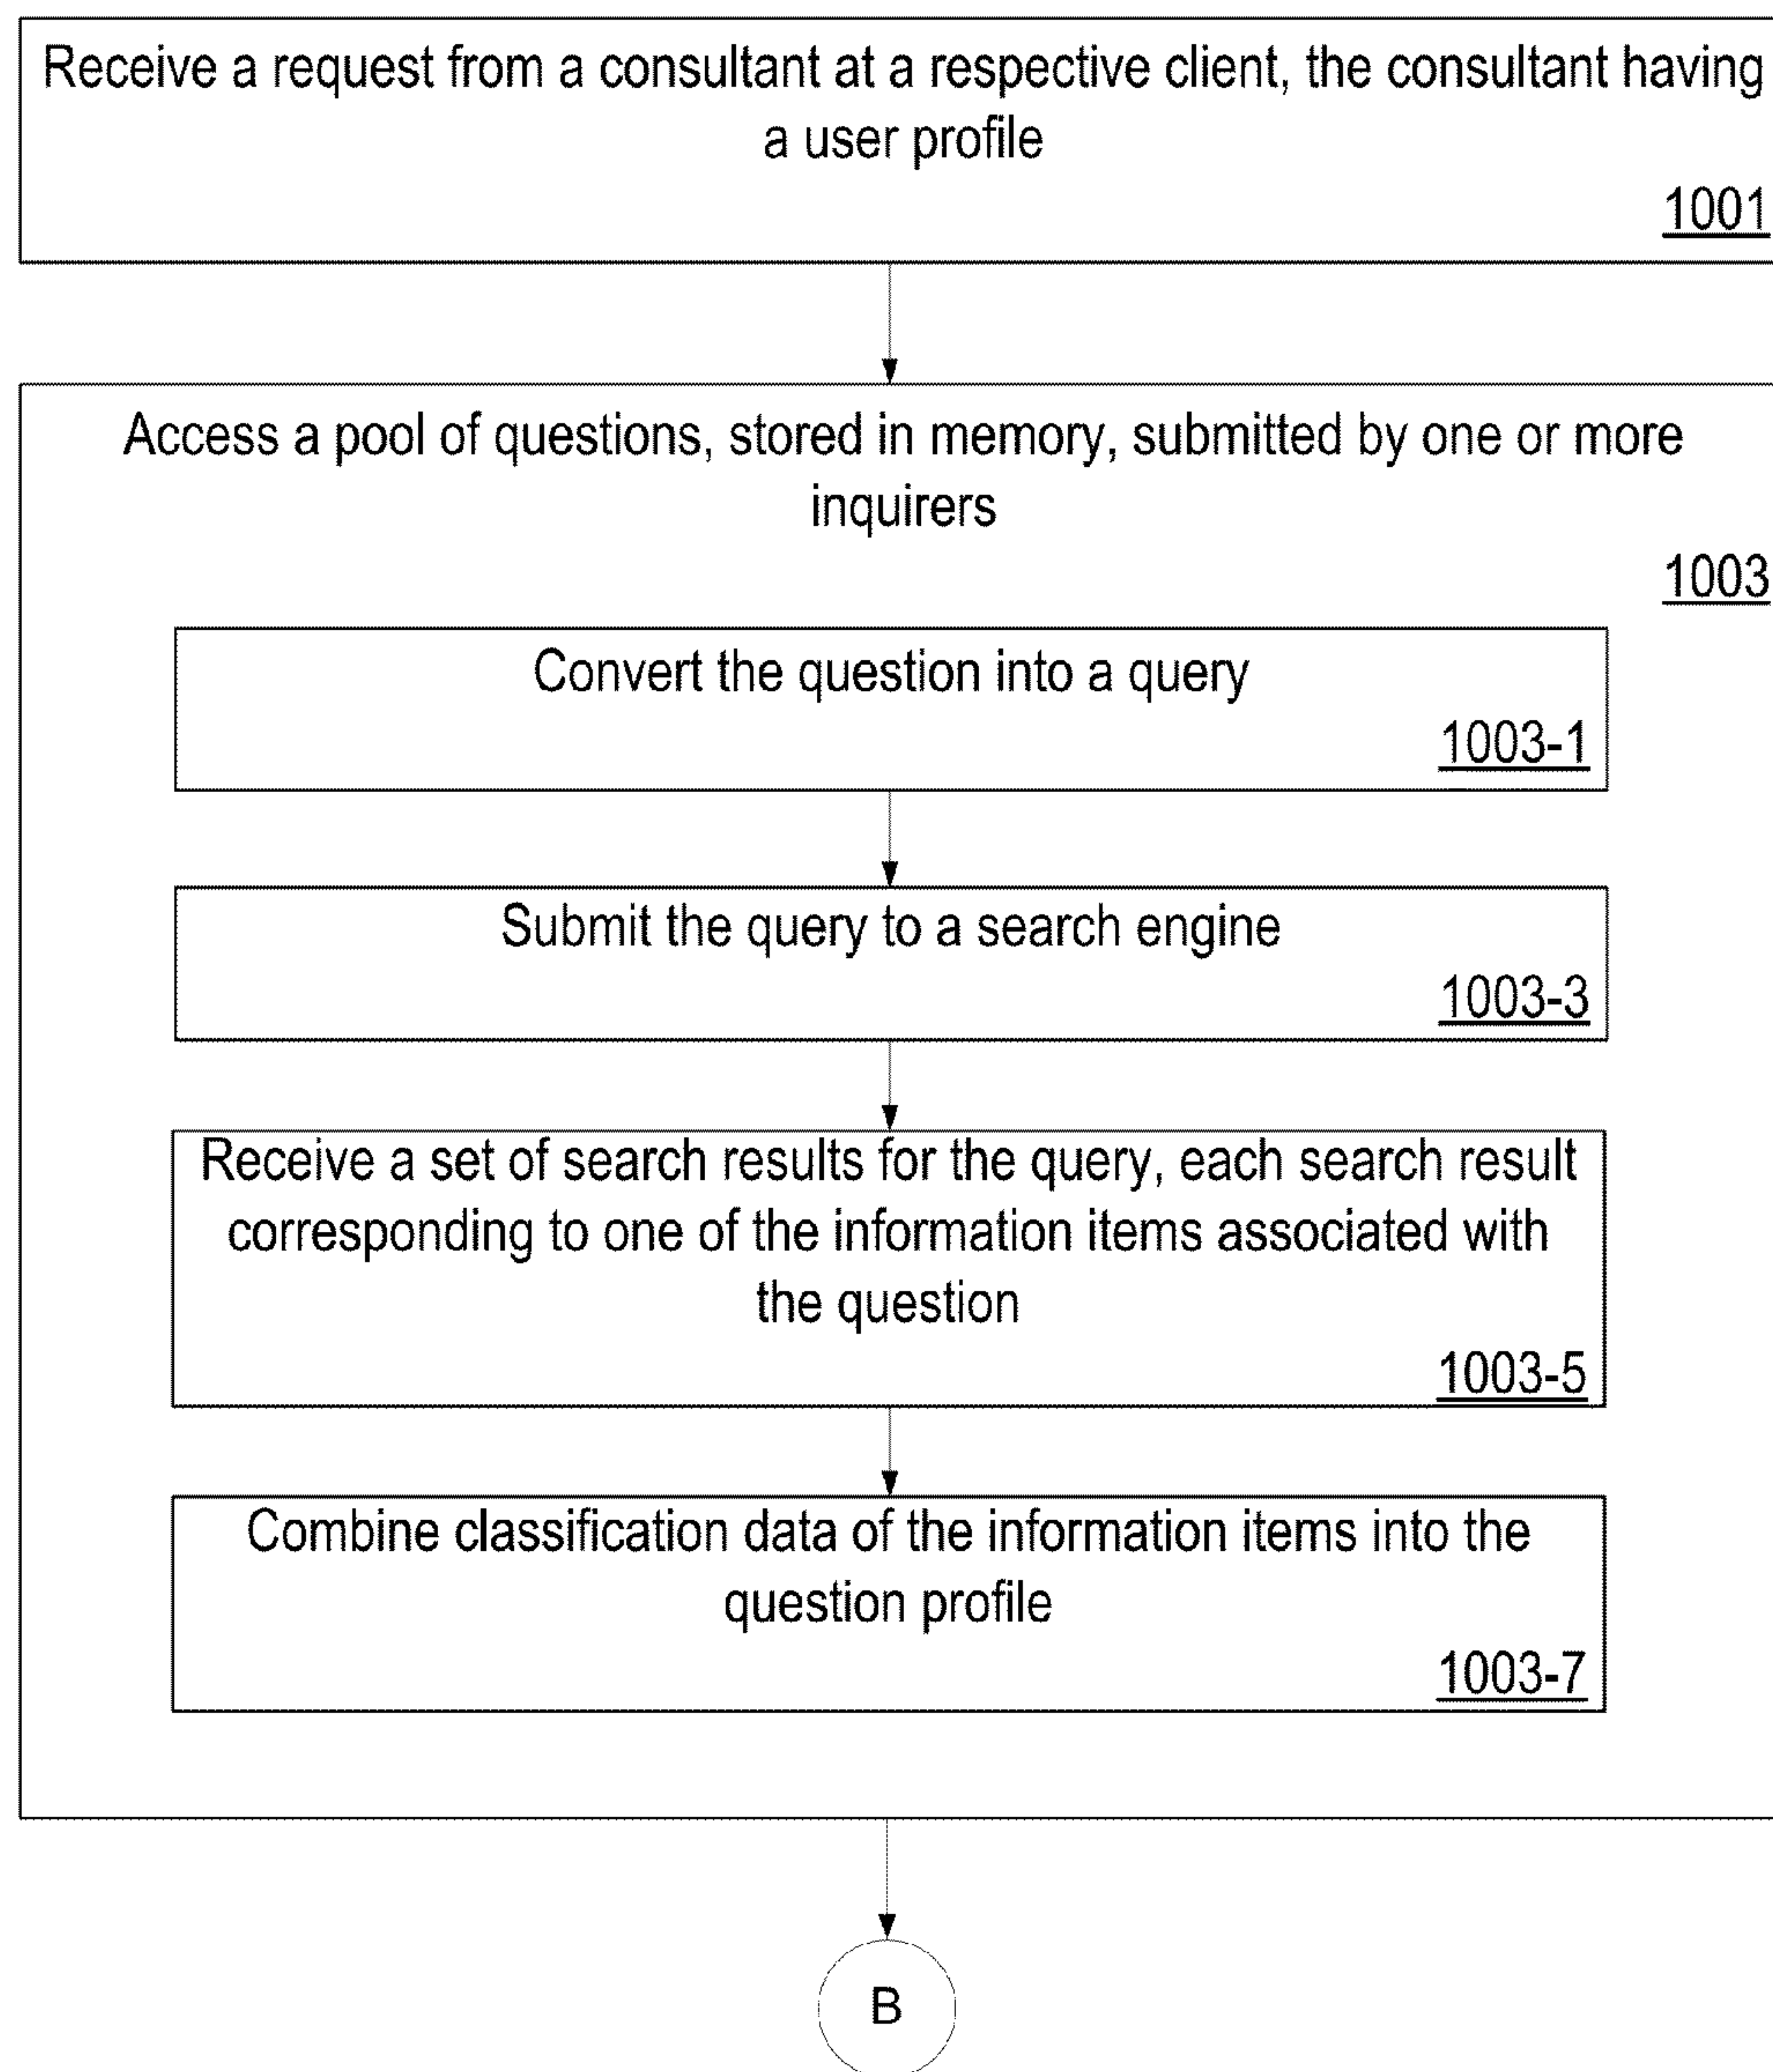 Receive a request from a consultant at a respective client, the consultant having
a user profile
1001
Access a pool of questions, stored in memory, submitted by one or more
inquirers
1003
Convert the question into a query
1003-1
Submit the query to a search engine
1003-3
Receive a set of search results for the query, each search result
corresponding to one of the information items associated with
the question
1003-5
Combine classification data of the information items into the
question profile
1003-7
B